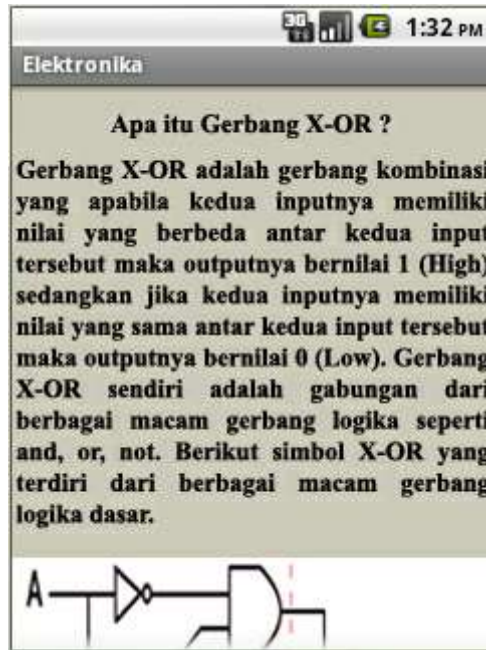 3G
1:32 PM
Elektronika
Apa itu Gerbang X-OR ?
Gerbang X-OR adalah gerbang kombinasi
yang apabila kedua inputnya memiliki
nilai yang berbeda antar kedua input
tersebut maka outputnya bernilai 1 (High)
sedangkan jika kedua inputnya memiliki
nilai yang sama antar kedua input tersebut
maka outputnya bernilai 0 (Low). Gerbang
X-OR sendiri adalah gabungan dari
berbagai macam gerbang logika seperti
and, or, not. Berikut simbol X-OR yang
terdiri dari berbagai macam gerbang
logika dasar.
A